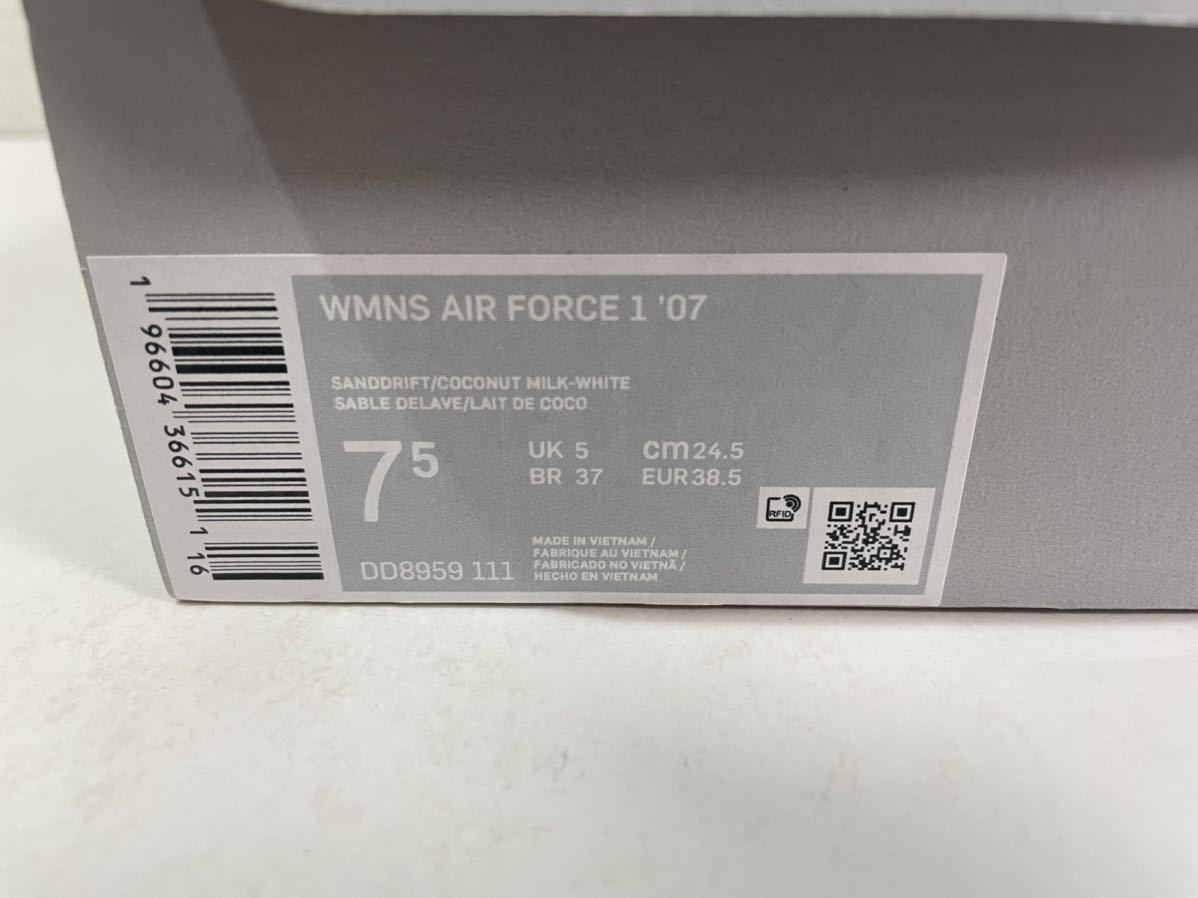 WMNS AIR FORCE 1 '07
SANDDRIFT/COCONUT MILK-WHITE
SABLE DELAVE/LAIT DE COCO
7 5
UK 5 cm 24.5
BR 37 EUR 38.5
RFID
MADE IN VIETNAM /
FABRIQUE AU VIETNAM /
FABRICADO NO VIETNÃ /
HECHO EN VIETNAM
DD8959 111
1 96604 36615 1 16